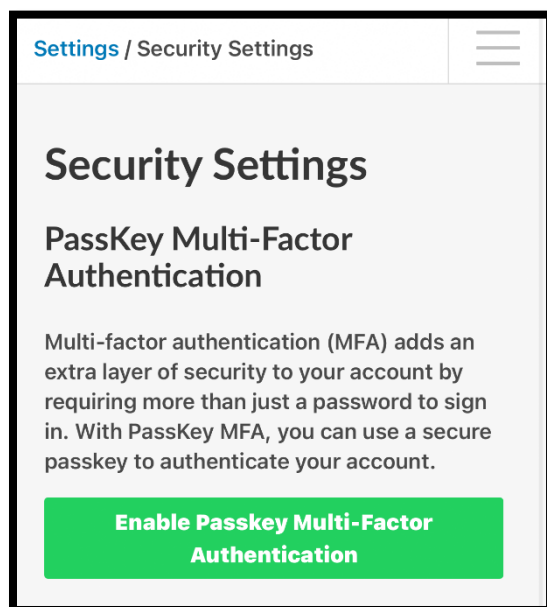 Settings / Security Settings
Security Settings
PassKey Multi-Factor
Authentication
Multi-factor authentication (MFA) adds an
extra layer of security to your account by
requiring more than just a password to sign
in. With PassKey MFA, you can use a secure
passkey to authenticate your account.
Enable Passkey Multi-Factor
Authentication